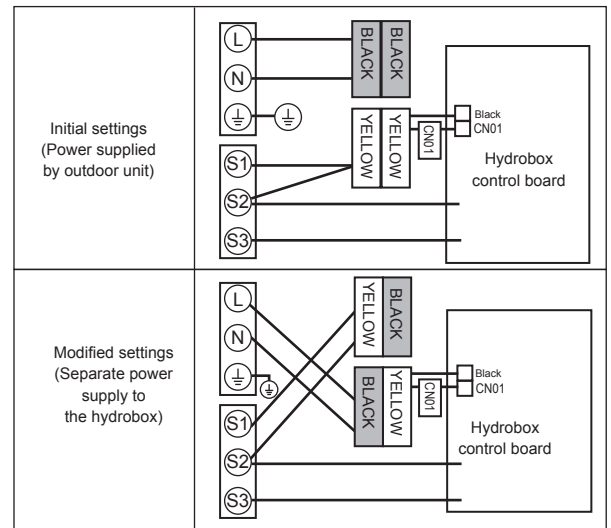 Initial settings
(Power supplied
by outdoor unit)
L
N
S1
S2
S3
BLACK
BLACK
YELLOW
YELLOW
CN01
Black
CN01
Hydrobox
control board
Modified settings
(Separate power
supply to
the hydrobox)
L
N
S1
S2
S3
YELLOW
BLACK
BLACK
YELLOW
CN01
Black
CN01
Hydrobox
control board